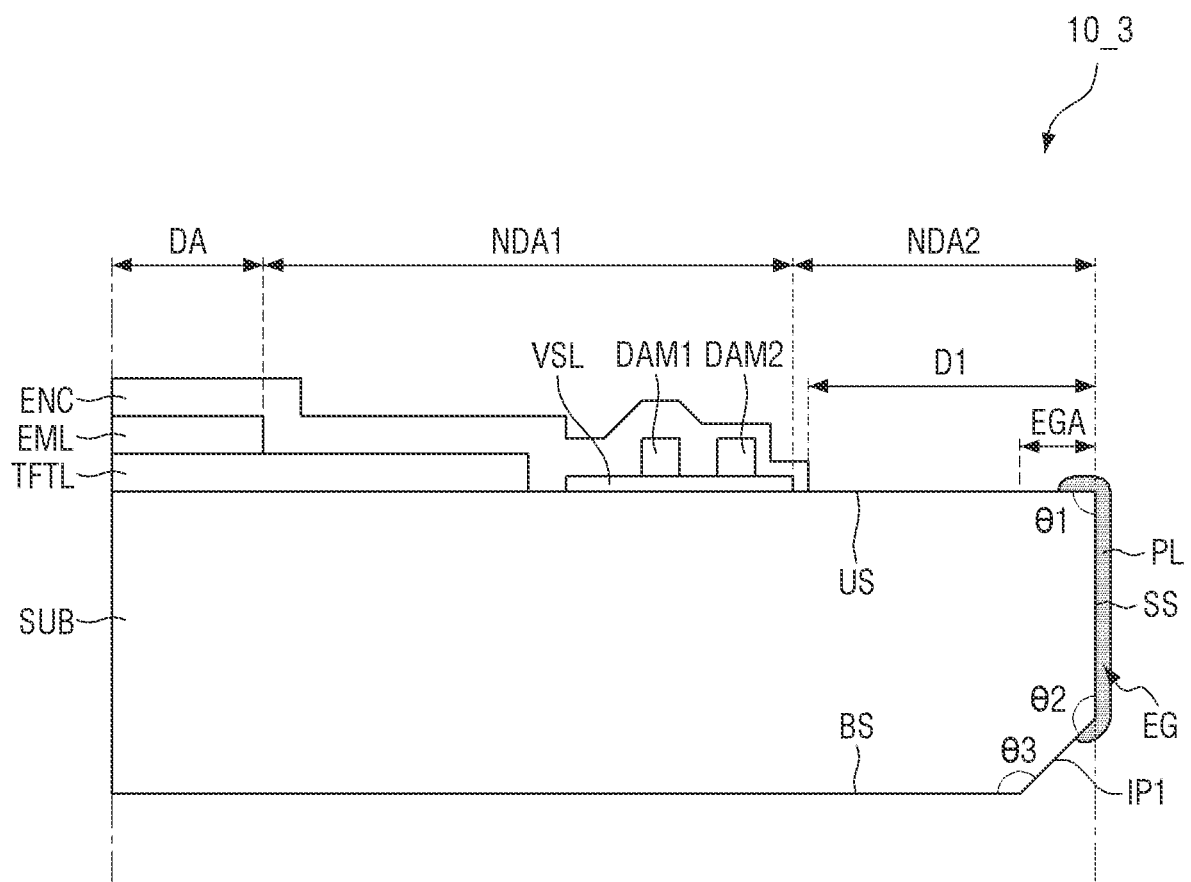 10_3
DA
NDA1
NDA2
VSL
DAM1
DAM2
D1
ENC
EML
TFTL
EGA
θ1
PL
US
SS
SUB
θ2
BS
EG
θ3
IP1